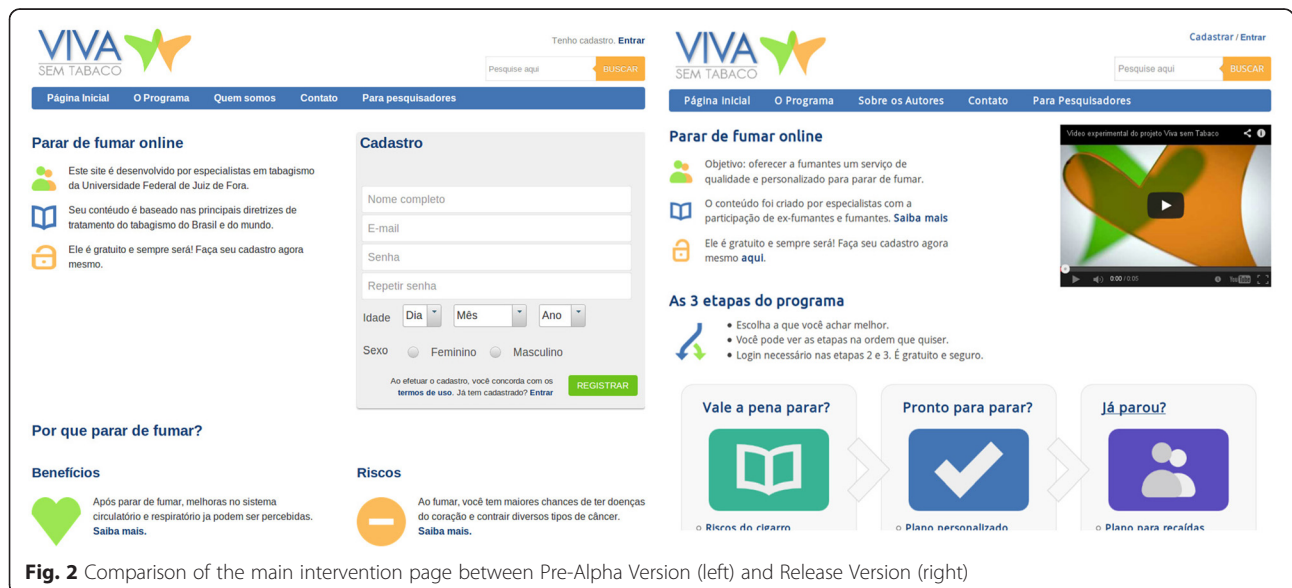 VIVA
SEM TABACO
Tenho cadastro. Entrar
Pesquise aqui
BUSCAR
Página Inicial O Programa Quem somos Contato Para pesquisadores
Parar de fumar online
Este site é desenvolvido por especialistas em tabagismo
da Universidade Federal de Juiz de Fora.
Seu contéudo é baseado nas principais diretrizes de
tratamento do tabagismo do Brasil e do mundo.
Ele é gratuito e sempre será! Faça seu cadastro agora
mesmo.
Cadastro
Nome completo
E-mail
Senha
Repetir senha
Idade Dia Mês Ano
Sexo Feminino Masculino
Ao efetuar o cadastro, você concorda com os
termos de uso. Já tem cadastrado? Entrar
REGISTRAR
Por que parar de fumar?
Benefícios
Após parar de fumar, melhoras no sistema
circulatório e respiratório ja podem ser percebidas.
Saiba mais.
Riscos
Ao fumar, você tem maiores chances de ter doenças
do coração e contrair diversos tipos de câncer.
Saiba mais.
VIVA
SEM TABACO
Cadastrar / Entrar
Pesquise aqui
BUSCAR
Página inicial O Programa Sobre os Autores Contato Para Pesquisadores
Parar de fumar online
Objetivo: oferecer a fumantes um serviço de
qualidade e personalizado para parar de fumar.
O conteúdo foi criado por especialistas com a
participação de ex-fumantes e fumantes. Saiba mais
Ele é gratuito e sempre será! Faça seu cadastro agora
mesmo aqui.
Video experimental do projeto Viva sem Tabaco
0:00 / 0:05
YouTube
As 3 etapas do programa
• Escolha a que você achar melhor.
• Você pode ver as etapas na ordem que quiser.
• Login necessário nas etapas 2 e 3. É gratuito e seguro.
Vale a pena parar?
Pronto para parar?
Já parou?
Riscos do cigarro
Plano personalizado
Plano para recaídas
Fig. 2 Comparison of the main intervention page between Pre-Alpha Version (left) and Release Version (right)